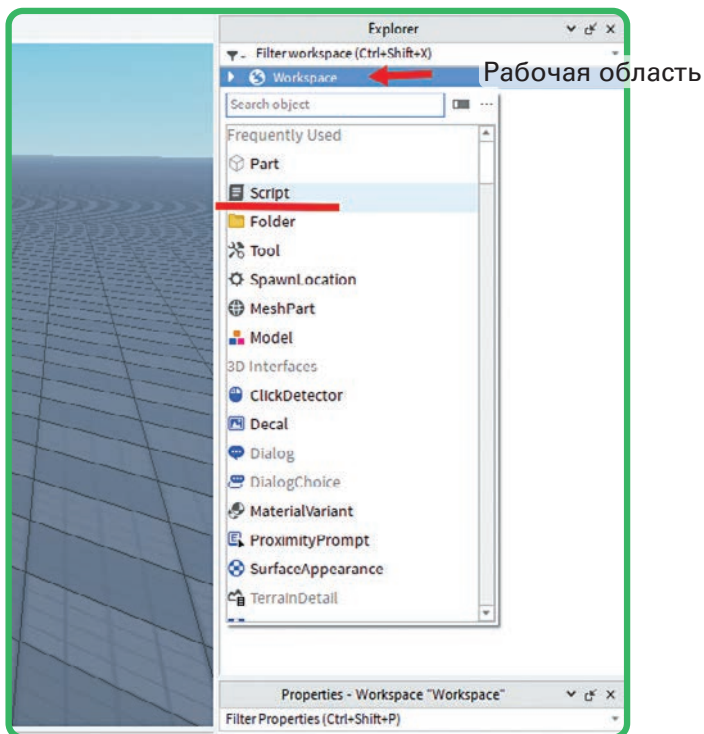 Explorer
Filter workspace (Ctrl+Shift+X)
Workspace
Рабочая область
Search object
Frequently Used
Part
Script
Folder
Tool
SpawnLocation
MeshPart
Model
3D Interfaces
ClickDetector
Decal
Dialog
DialogChoice
MaterialVariant
ProximityPrompt
SurfaceAppearance
TerrainDetail
Properties - Workspace "Workspace"
Filter Properties (Ctrl+Shift+P)